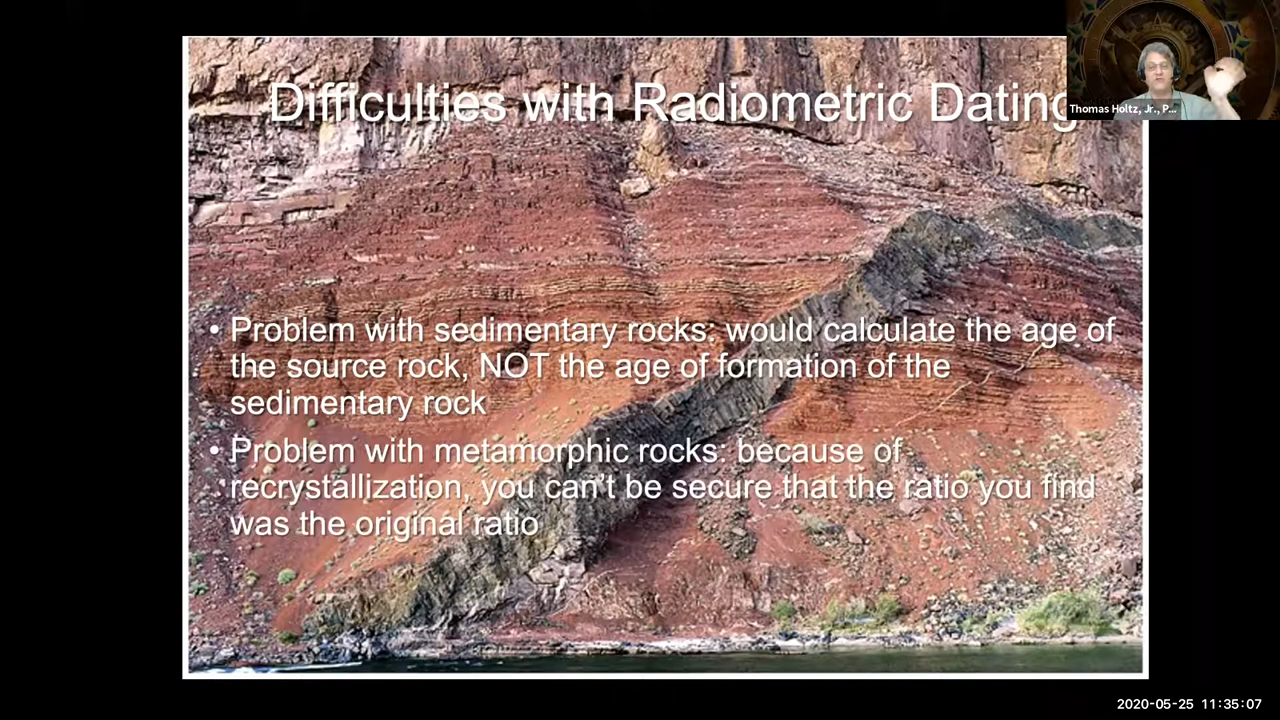 Difficulties with Radiometric Dating
Thomas Holtz, Jr., P...
• Problem with sedimentary rocks: would calculate the age of
the source rock, NOT the age of formation of the
sedimentary rock
• Problem with metamorphic rocks: because of
recrystallization, you can't be secure that the ratio you find
was the original ratio
2020-05-25 11:35:07